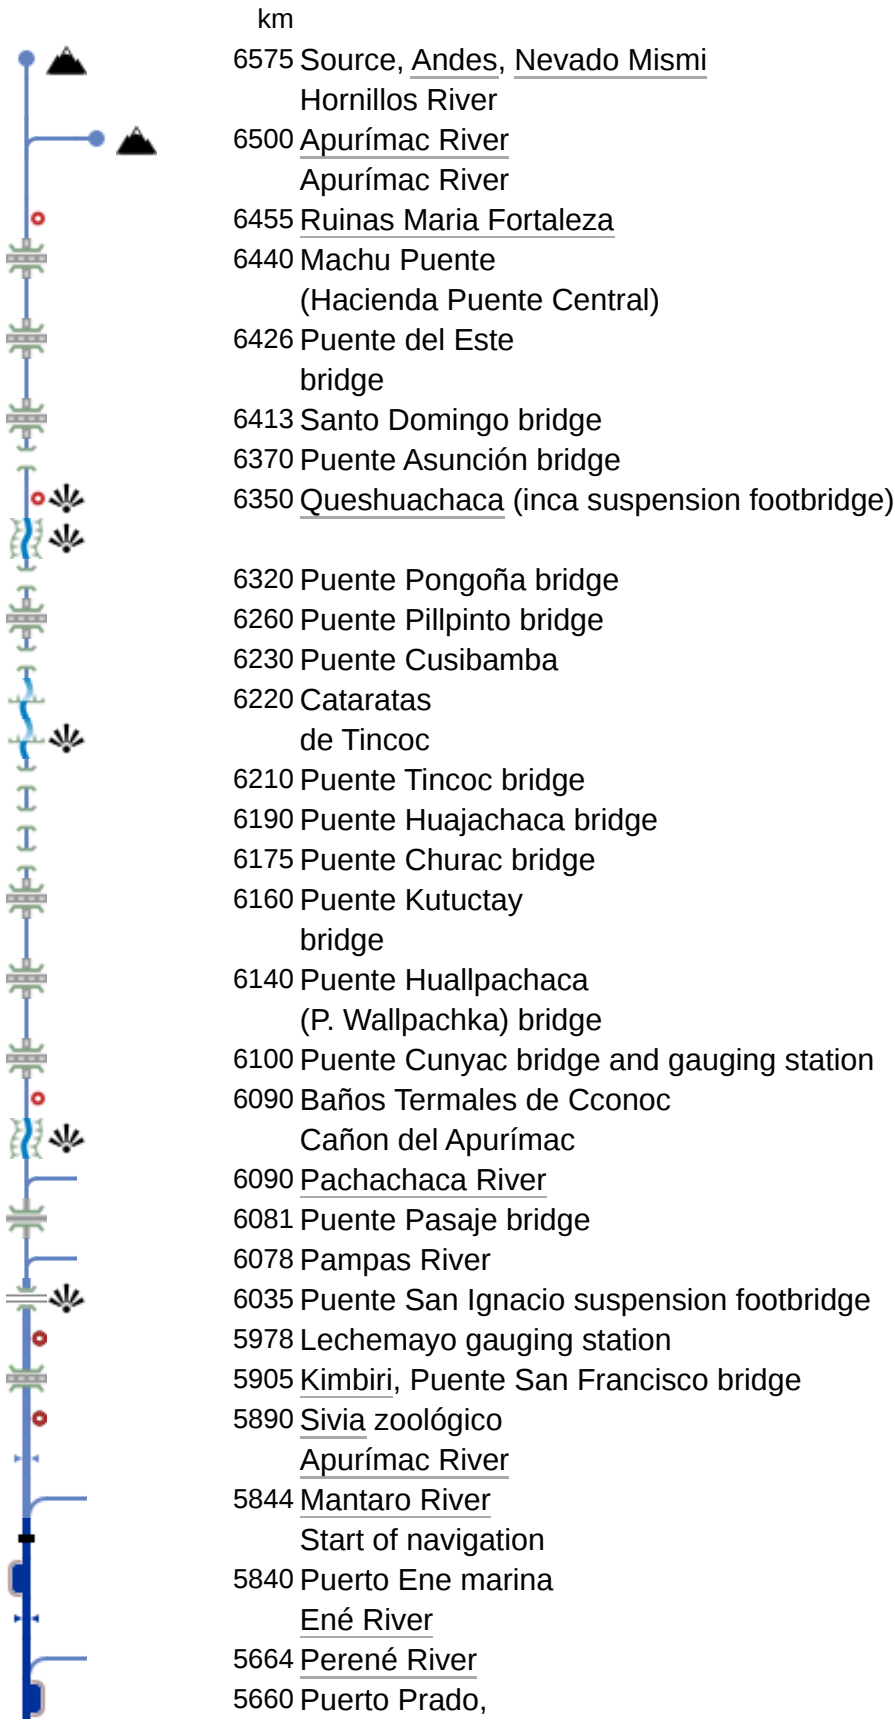 km
6575 Source, Andes, Nevado Mismi
Hornillos River
6500 Apurímac River
Apurímac River
6455 Ruinas Maria Fortaleza
6440 Machu Puente
(Hacienda Puente Central)
6426 Puente del Este
bridge
6413 Santo Domingo bridge
6370 Puente Asunción bridge
6350 Queshuachaca (inca suspension footbridge)
6320 Puente Pongoña bridge
6260 Puente Pillpinto bridge
6230 Puente Cusibamba
6220 Cataratas
de Tincoc
6210 Puente Tincoc bridge
6190 Puente Huajachaca bridge
6175 Puente Churac bridge
6160 Puente Kutuctay
bridge
6140 Puente Huallpachaca
(P. Wallpachka) bridge
6100 Puente Cunyac bridge and gauging station
6090 Baños Termales de Cconoc
Cañon del Apurímac
6090 Pachachaca River
6081 Puente Pasaje bridge
6078 Pampas River
6035 Puente San Ignacio suspension footbridge
5978 Lechemayo gauging station
5905 Kimbiri, Puente San Francisco bridge
5890 Sivia zoológico
Apurímac River
5844 Mantaro River
Start of navigation
5840 Puerto Ene marina
Ené River
5664 Perené River
5660 Puerto Prado,